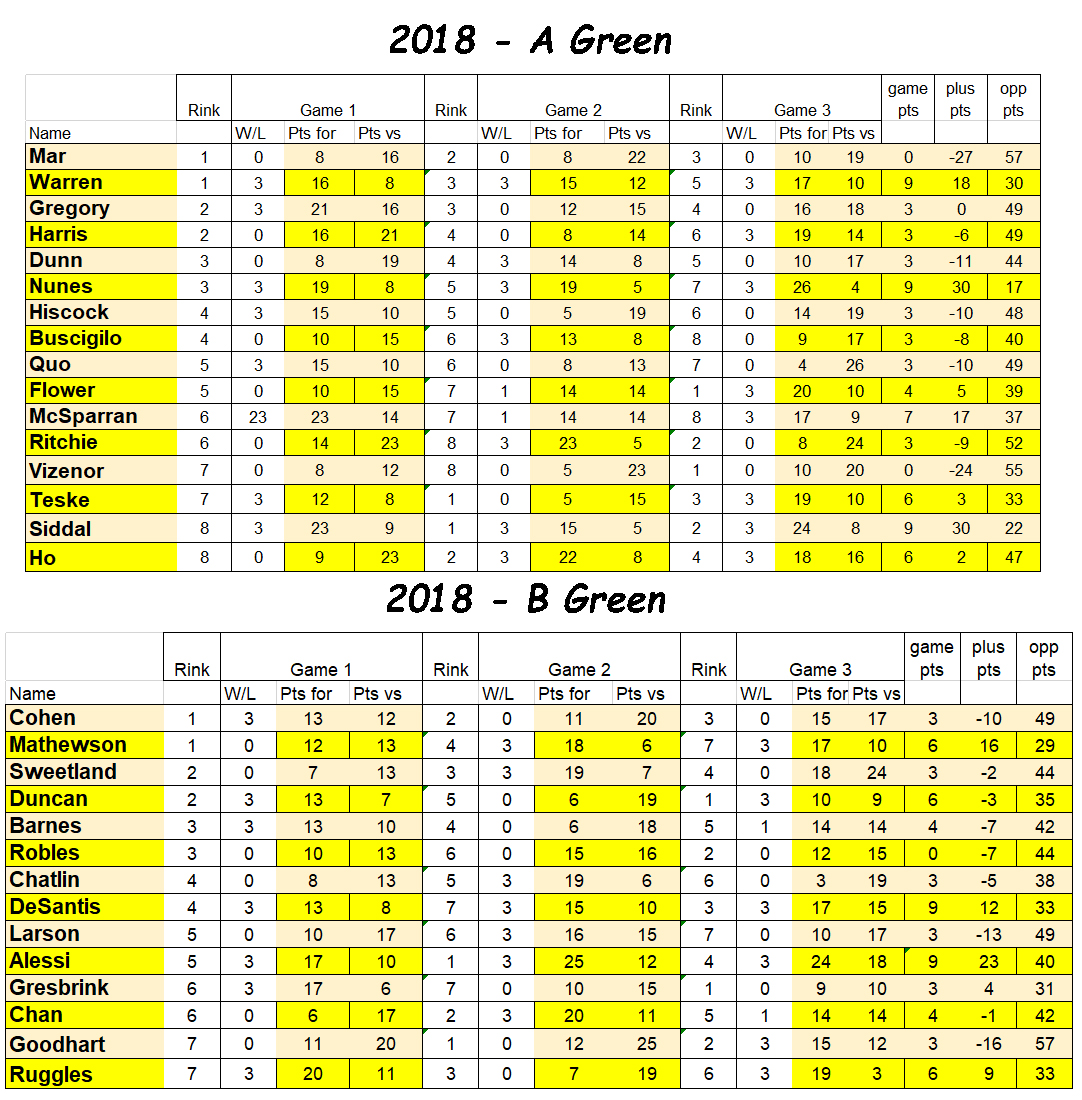 2018 - A Green
game plus opp
Rink Game 1 Rink Game 2 Rink Game 3 pts pts pts
Name W/L Pts for Pts vs W/L Pts for Pts vs W/L Pts for Pts vs
Mar 1 0 8 16 2 0 8 22 3 0 10 19 0 -27 57
Warren 1 3 16 8 3 3 15 12 5 3 17 10 9 18 30
Gregory 2 3 21 16 3 0 12 15 4 0 16 18 3 0 49
Harris 2 0 16 21 4 0 8 14 6 3 19 14 3 -6 49
Dunn 3 0 8 19 4 3 14 8 5 0 10 17 3 -11 44
Nunes 3 3 19 8 5 3 19 5 7 3 26 4 9 30 17
Hiscock 4 3 15 10 5 0 5 19 6 0 14 19 3 -10 48
Buscigilo 4 0 10 15 6 3 13 8 8 0 9 17 3 -8 40
Quo 5 3 15 10 6 0 8 13 7 0 4 26 3 -10 49
Flower 5 0 10 15 7 1 14 14 1 3 20 10 4 5 39
McSparran 6 23 23 14 7 1 14 14 8 3 17 9 7 17 37
Ritchie 6 0 14 23 8 3 23 5 2 0 8 24 3 -9 52
Vizenor 7 0 8 12 8 0 5 23 1 0 10 20 0 -24 55
Teske 7 3 12 8 1 0 5 15 3 3 19 10 6 3 33
Siddal 8 3 23 9 1 3 15 5 2 3 24 8 9 30 22
Ho 8 0 9 23 2 3 22 8 4 3 18 16 6 2 47
2018 - B Green
game plus opp
Rink Game 1 Rink Game 2 Rink Game 3 pts pts pts
Name W/L Pts for Pts vs W/L Pts for Pts vs W/L Pts for Pts vs
Cohen 1 3 13 12 2 0 11 20 3 0 15 17 3 -10 49
Mathewson 1 0 12 13 4 3 18 6 7 3 17 10 6 16 29
Sweetland 2 0 7 13 3 3 19 7 4 0 18 24 3 -2 44
Duncan 2 3 13 7 5 0 6 19 1 3 10 9 6 -3 35
Barnes 3 3 13 10 4 0 6 18 5 1 14 14 4 -7 42
Robles 3 0 10 13 6 0 15 16 2 0 12 15 0 -7 44
Chatlin 4 0 8 13 5 3 19 6 6 0 3 19 3 -5 38
DeSantis 4 3 13 8 7 3 15 10 3 3 17 15 9 12 33
Larson 5 0 10 17 6 3 16 15 7 0 10 17 3 -13 49
Alessi 5 3 17 10 1 3 25 12 4 3 24 18 9 23 40
Gresbrink 6 3 17 6 7 0 10 15 1 0 9 10 3 4 31
Chan 6 0 6 17 2 3 20 11 5 1 14 14 4 -1 42
Goodhart 7 0 11 20 1 0 12 25 2 3 15 12 3 -16 57
Ruggles 7 3 20 11 3 0 7 19 6 3 19 3 6 9 33